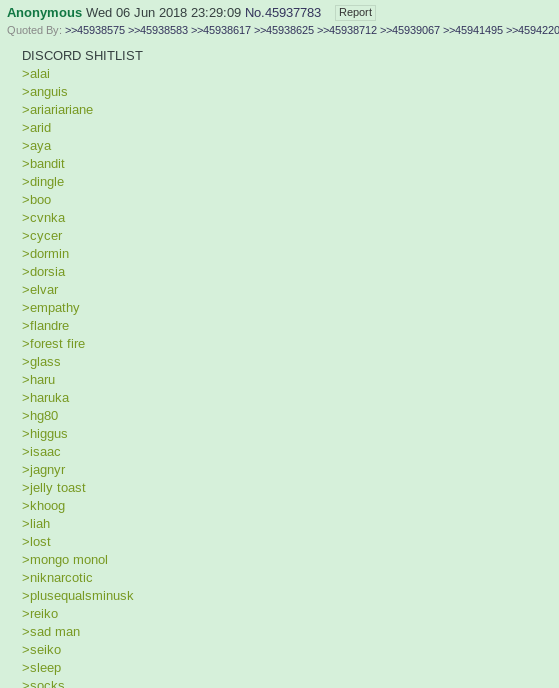 Anonymous Wed 06 Jun 2018 23:29:09 No.45937783 Report
Quoted By: >>45938575 >>45938583 >>45938617 >>45938625 >>45938712 >>45939067 >>45941495 >>4594220
DISCORD SHITLIST
>alai
>anguis
>ariariariane
>arid
>aya
>bandit
>dingle
>boo
>cvnka
>cycer
>dormin
>dorsia
>elvar
>empathy
>flandre
>forest fire
>glass
>haru
>haruka
>hg80
>higgus
>isaac
>jagnyr
>jelly toast
>khoog
>liah
>lost
>mongo monol
>niknarcotic
>plusequalsminusk
>reiko
>sad man
>seiko
>sleep
>socks